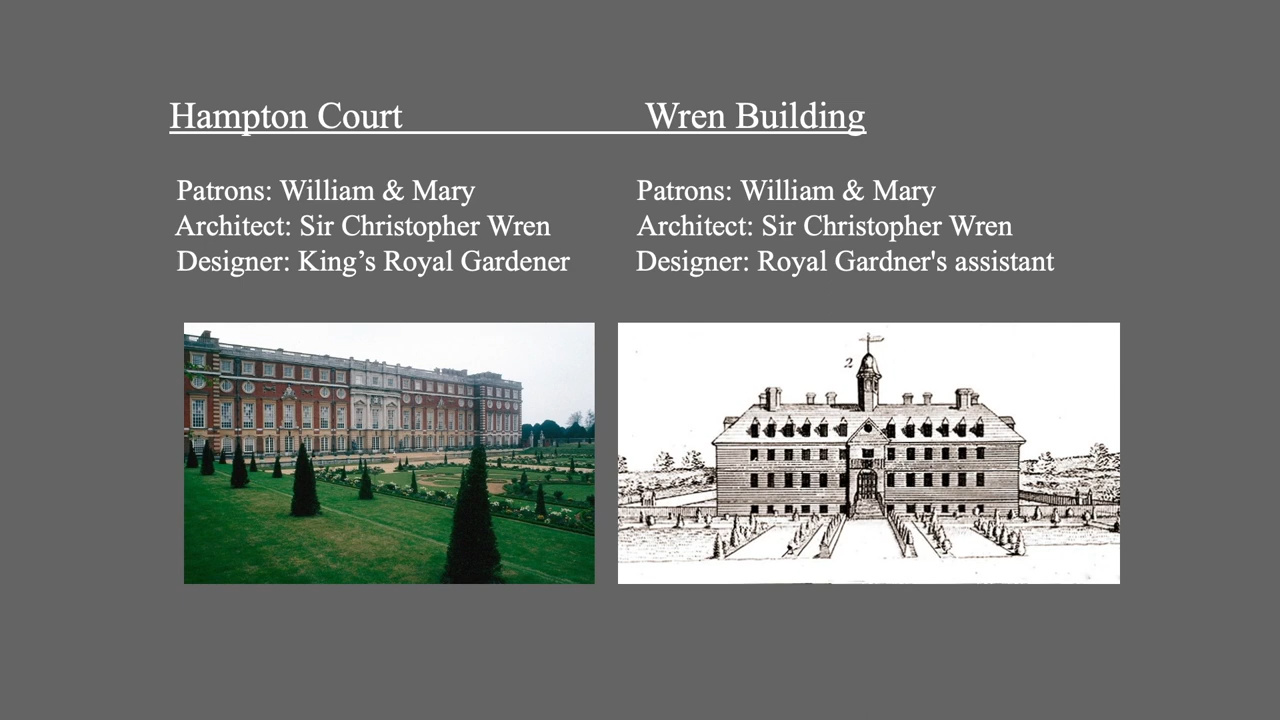 Hampton Court Wren Building
Patrons: William & Mary
Architect: Sir Christopher Wren
Designer: King’s Royal Gardener
Patrons: William & Mary
Architect: Sir Christopher Wren
Designer: Royal Gardner's assistant
2